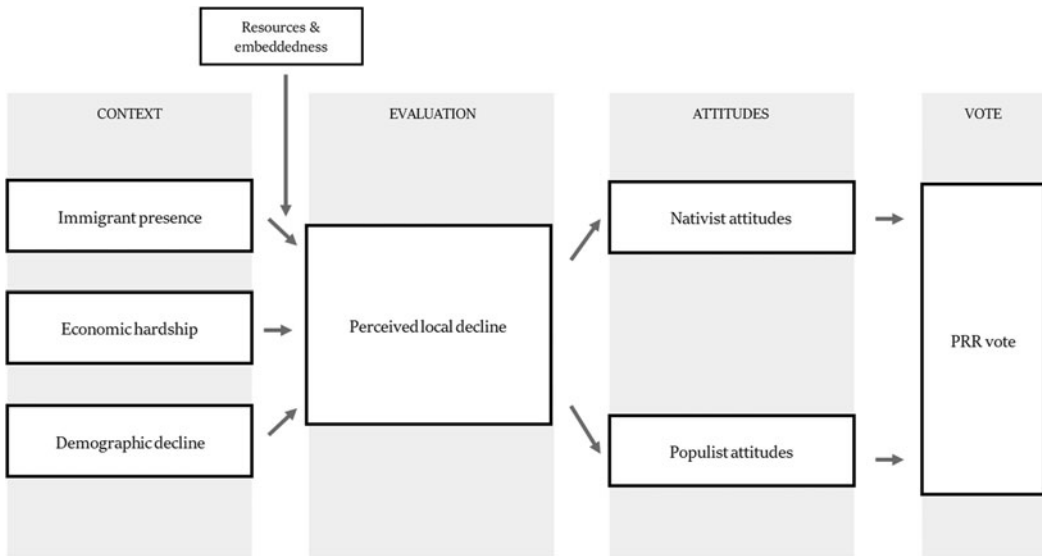 Resources &
embeddedness
CONTEXT
EVALUATION
ATTITUDES
VOTE
Immigrant presence
Economic hardship
Demographic decline
Perceived local decline
Nativist attitudes
Populist attitudes
PRR vote